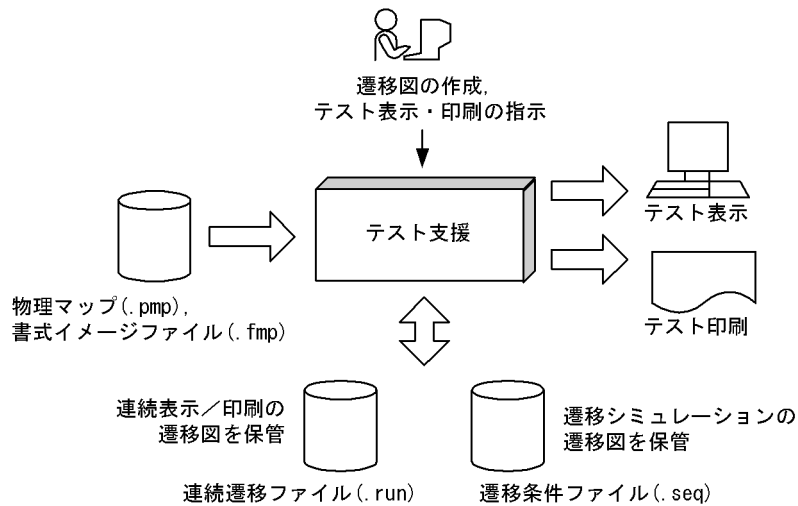 遷移図の作成,
テスト表示・印刷の指示
テスト支援
テスト表示
テスト印刷
物理マップ(.pmp),
書式イメージファイル(.fmp)
連続表示／印刷の
遷移図を保管
連続遷移ファイル(.run)
遷移シミュレーションの
遷移図を保管
遷移条件ファイル(.seq)